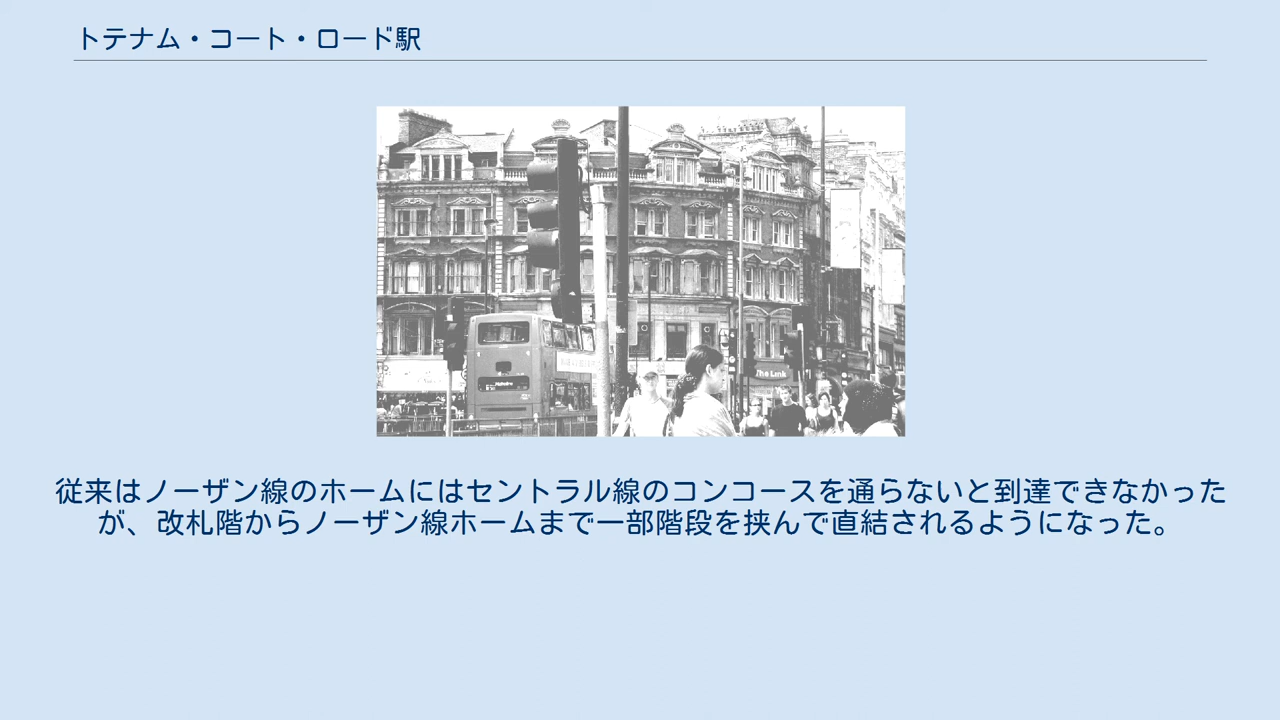 トテナム・コート・ロード駅
The Link
従来はノーザン線のホームにはセントラル線のコンコースを通らないと到達できなかった
が、改札階からノーザン線ホームまで一部階段を挟んで直結されるようになった。